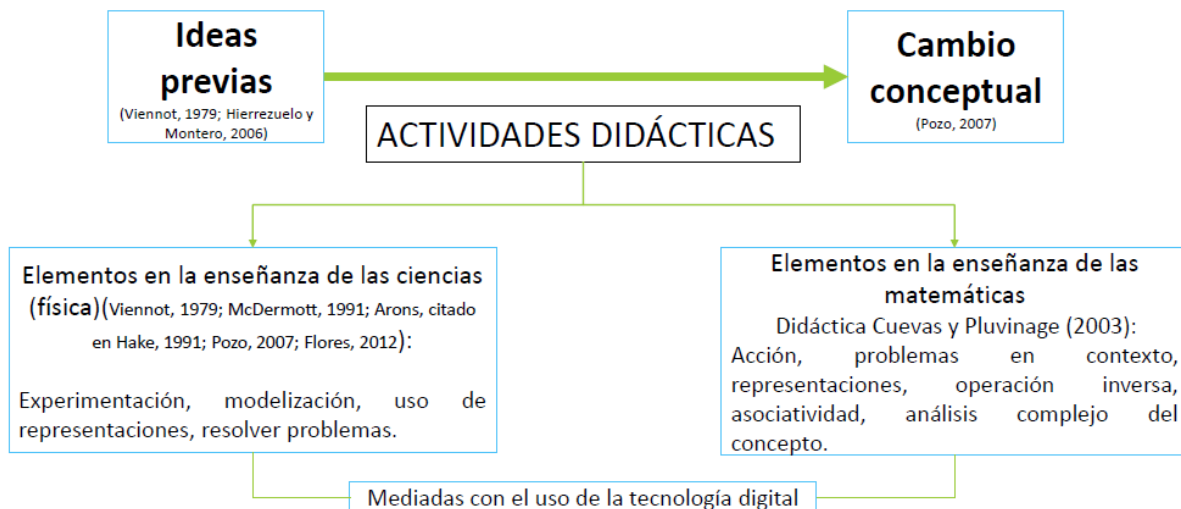 Ideas
previas
(Viennot, 1979; Hierrezuelo y
Montero, 2006)
Cambio
conceptual
(Pozo, 2007)
ACTIVIDADES DIDÁCTICAS
Elementos en la enseñanza de las ciencias
(física)(Viennot, 1979; McDermott, 1991; Arons, citado
en Hake, 1991; Pozo, 2007; Flores, 2012):
Experimentación, modelización, uso de
representaciones, resolver problemas.
Elementos en la enseñanza de las
matemáticas
Didáctica Cuevas y Pluvinage (2003):
Acción, problemas en contexto,
representaciones, operación inversa,
asociatividad, análisis complejo del
concepto.
Mediadas con el uso de la tecnología digital